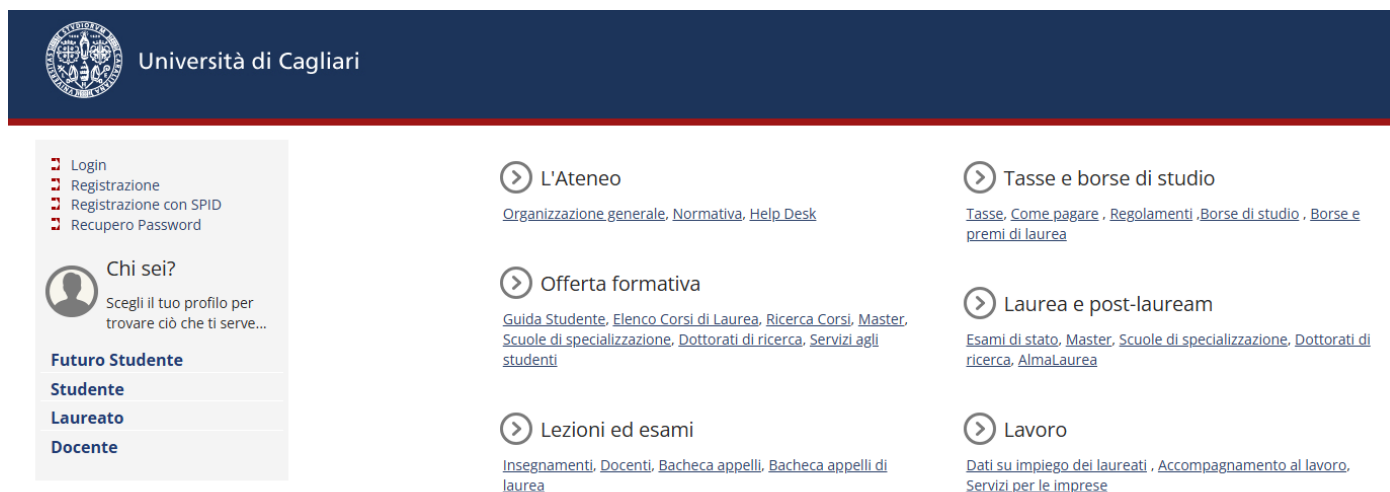 Università di Cagliari
Login
Registrazione
Registrazione con SPID
Recupero Password
Chi sei?
Scegli il tuo profilo per
trovare ciò che ti serve...
Futuro Studente
Studente
Laureato
Docente
L'Ateneo
Organizzazione generale, Normativa, Help Desk
Offerta formativa
Guida Studente, Elenco Corsi di Laurea, Ricerca Corsi, Master,
Scuole di specializzazione, Dottorati di ricerca, Servizi agli
studenti
Lezioni ed esami
Insegnamenti, Docenti, Bacheca appelli, Bacheca appelli di
laurea
Tasse e borse di studio
Tasse, Come pagare , Regolamenti ,Borse di studio , Borse e
premi di laurea
Laurea e post-lauream
Esami di stato, Master, Scuole di specializzazione, Dottorati di
ricerca, AlmaLaurea
Lavoro
Dati su impiego dei laureati , Accompagnamento al lavoro,
Servizi per le imprese